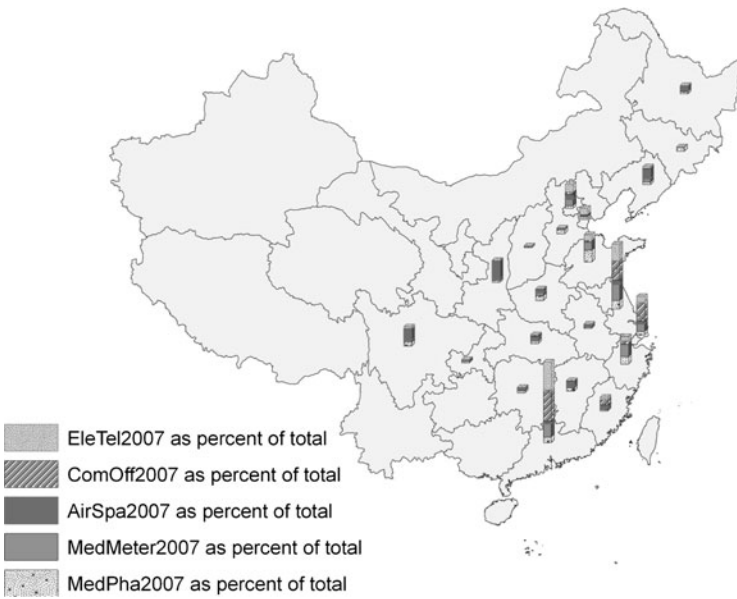 EleTel2007 as percent of total
ComOff2007 as percent of total
AirSpa2007 as percent of total
MedMeter2007 as percent of total
MedPha2007 as percent of total